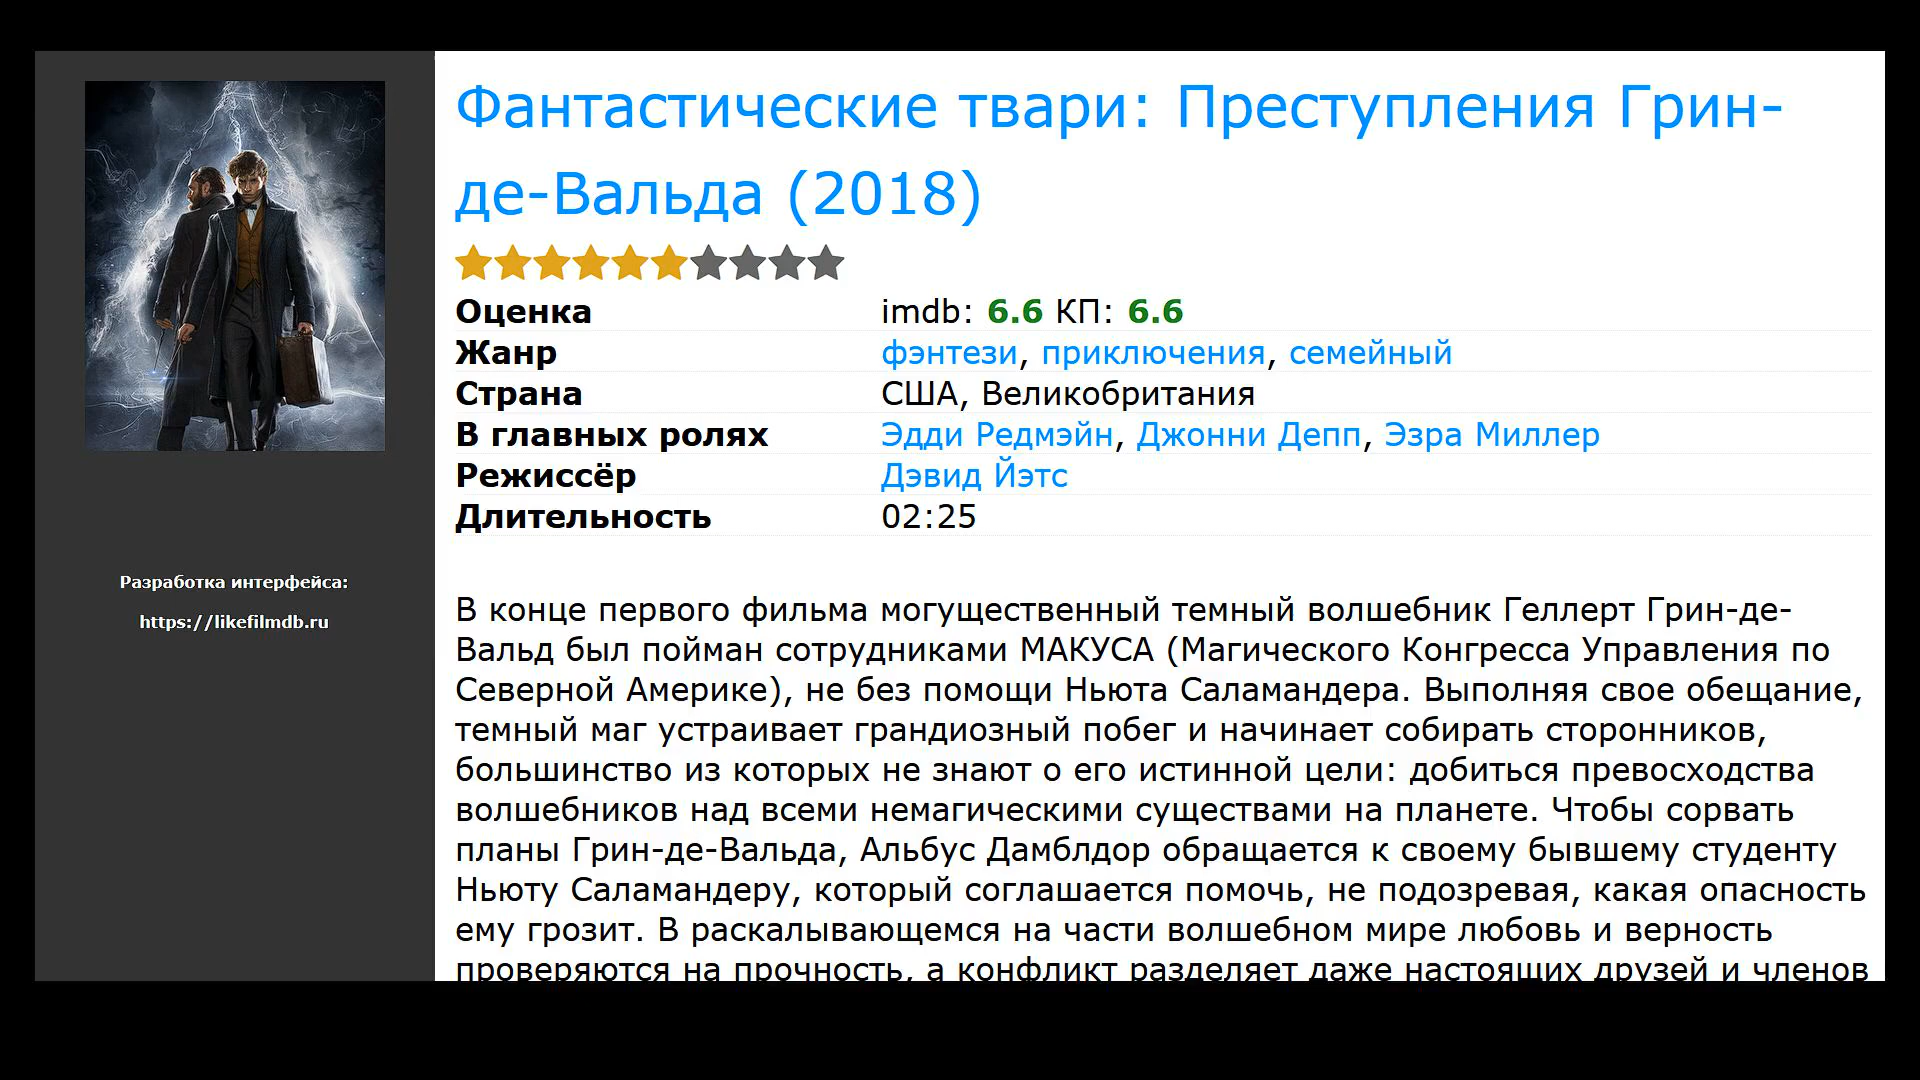 Фантастические твари: Преступления Грин-
де-Вальда (2018)
Оценка imdb: 6.6 КП: 6.6
Жанр фэнтези, приключения, семейный
Страна США, Великобритания
В главных ролях Эдди Редмэйн, Джонни Депп, Эзра Миллер
Режиссёр Дэвид Йэтс
Длительность 02:25
Разработка интерфейса:
https://likefilmdb.ru
В конце первого фильма могущественный темный волшебник Геллерт Грин-де-
Вальд был пойман сотрудниками МАКУСА (Магического Конгресса Управления по
Северной Америке), не без помощи Ньюта Саламандера. Выполняя свое обещание,
темный маг устраивает грандиозный побег и начинает собирать сторонников,
большинство из которых не знают о его истинной цели: добиться превосходства
волшебников над всеми немагическими существами на планете. Чтобы сорвать
планы Грин-де-Вальда, Альбус Дамблдор обращается к своему бывшему студенту
Ньюту Саламандеру, который соглашается помочь, не подозревая, какая опасность
ему грозит. В раскалывающемся на части волшебном мире любовь и верность
проверяются на прочность, а конфликт разделяет даже настоящих друзей и членов